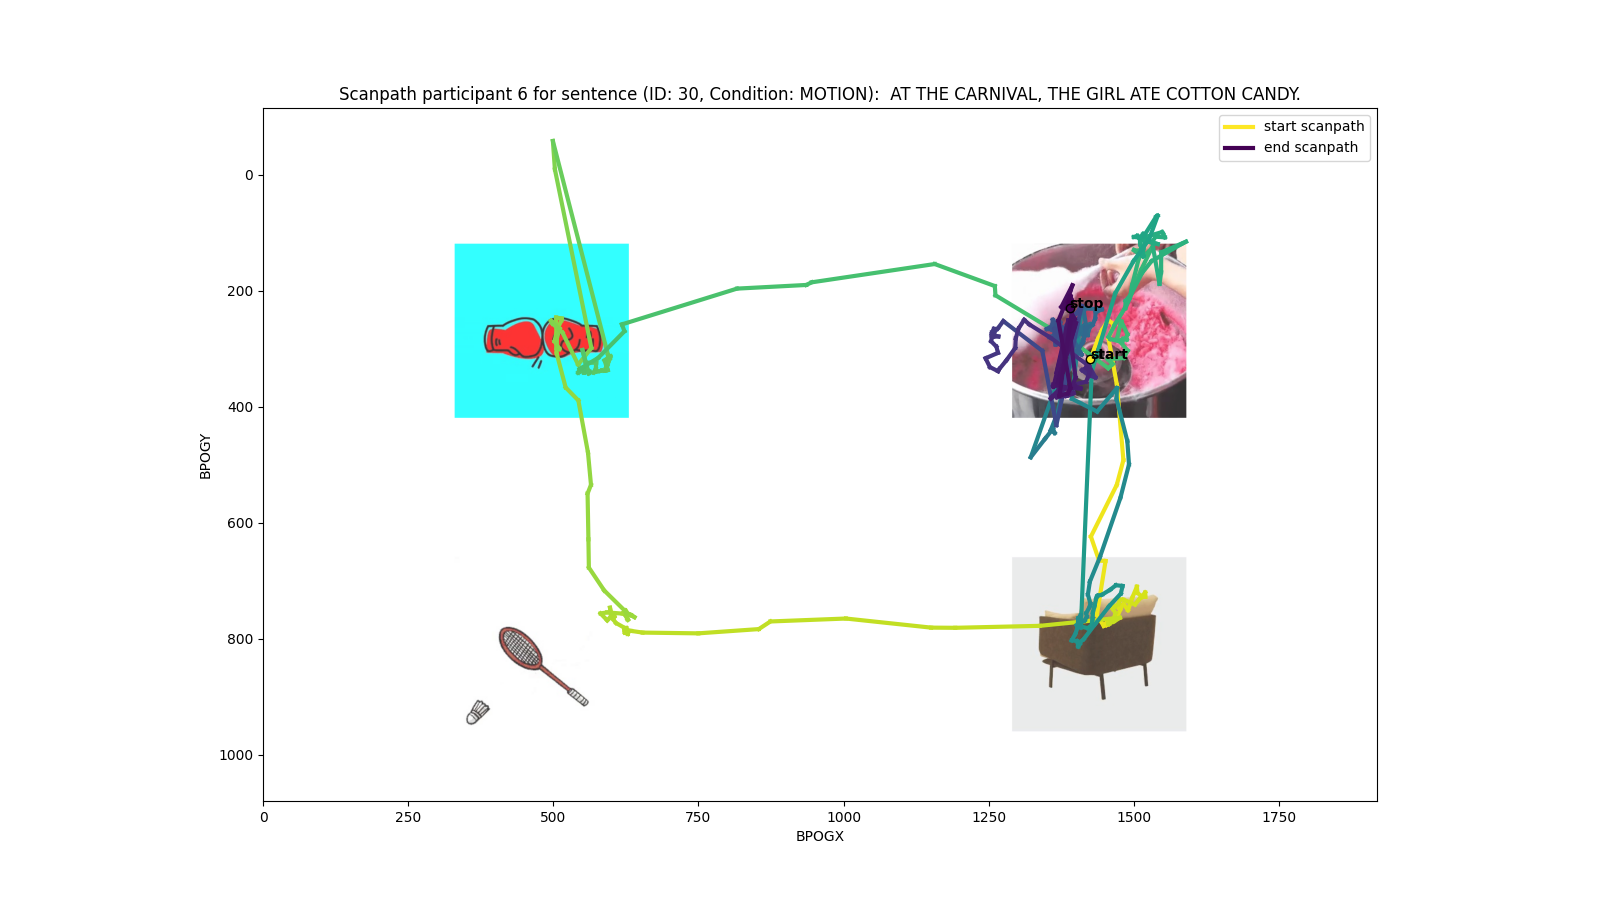 Scanpath participant 6 for sentence (ID: 30, Condition: MOTION):  AT THE CARNIVAL, THE GIRL ATE COTTON CANDY.
start scanpath
end scanpath
0
200
400
600
800
1000
BPOGY
stop
start
0 250 500 750 1000 1250 1500 1750
BPOGX